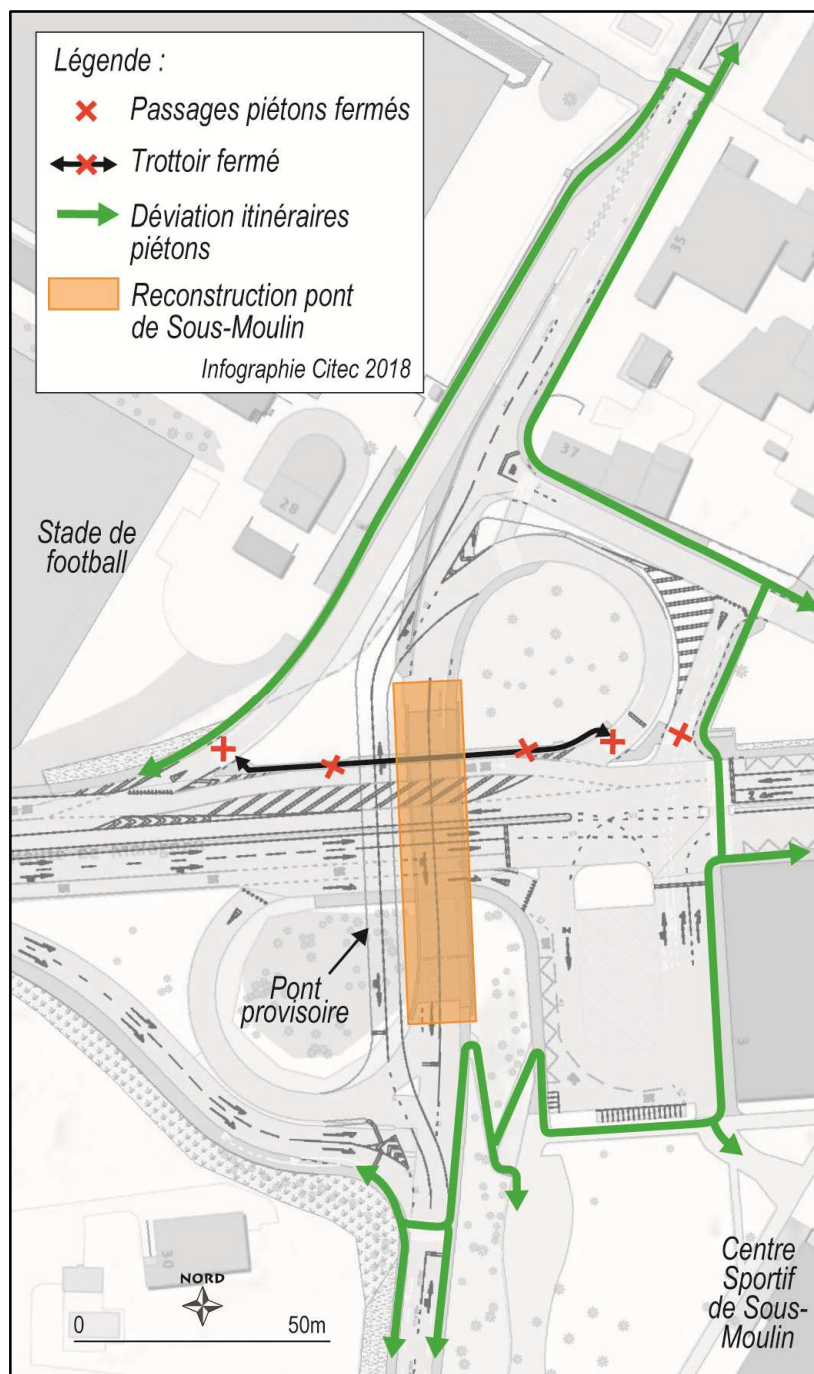 Légende :
Passages piétons fermés
Trottoir fermé
Déviation itinéraires
piétons
Reconstruction pont
de Sous-Moulin
Infographie Citec 2018
35
37
28
Stade de
football
Pont
provisoire
3
30
NORD
0 50m
Centre
Sportif
de Sous-
Moulin